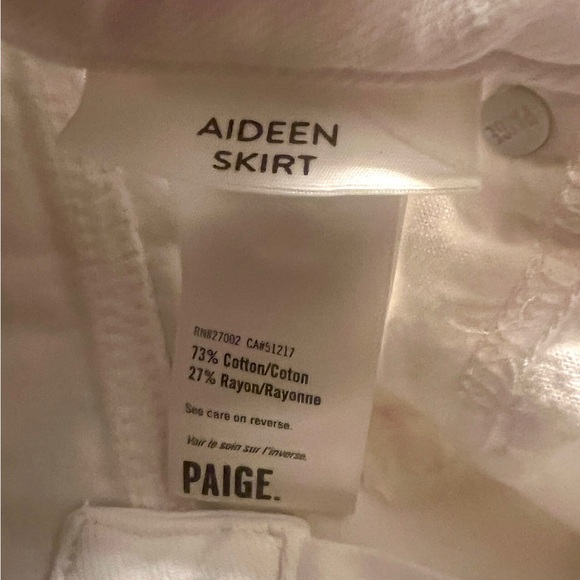 AIDEEN
SKIRT
PAIGE
RN#27002 CA#51217
73% Cotton/Coton
27% Rayon/Rayonne
See care on reverse.
Voir le soin sur l'inverse.
PAIGE.